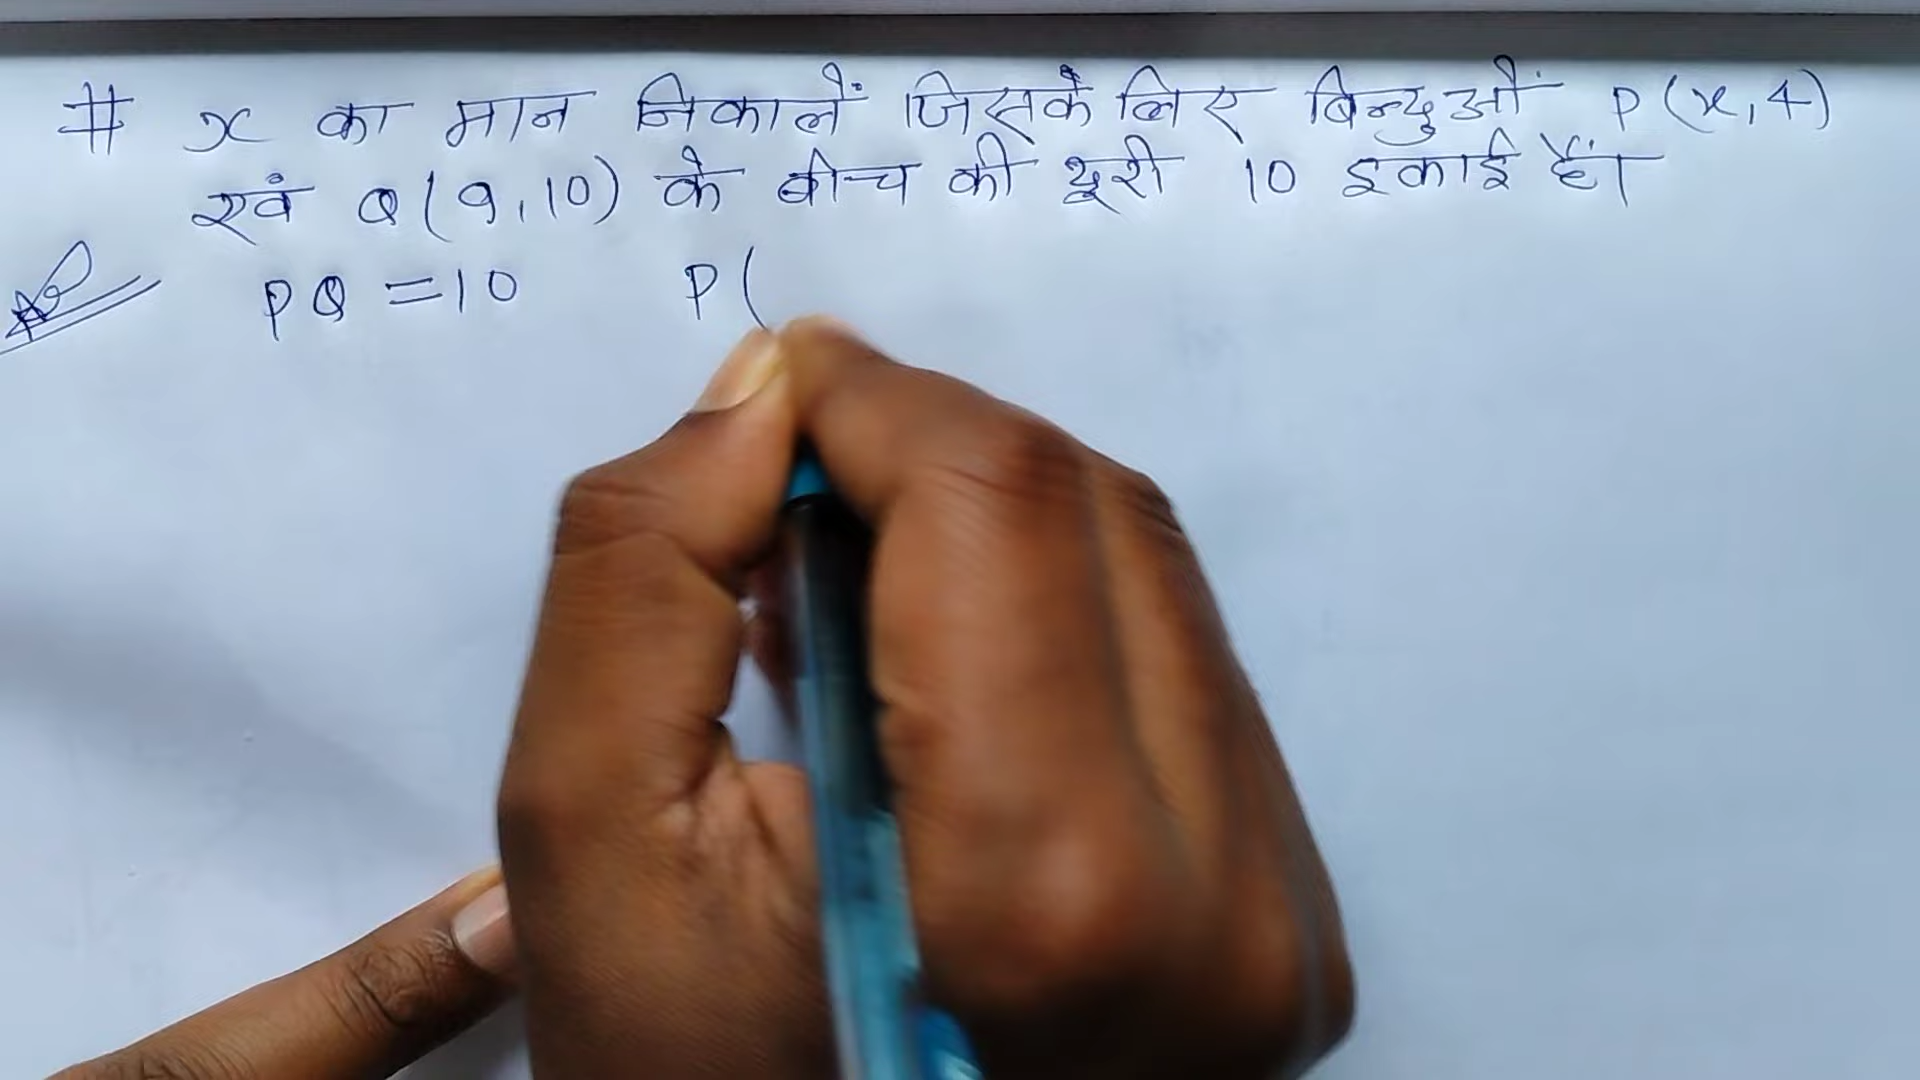 # x का मान निकालें जिसके लिए बिन्दुओं P(x,4)
एवं Q(9,10) के बीच की दूरी 10 इकाई हैं।
PQ = 10 P(